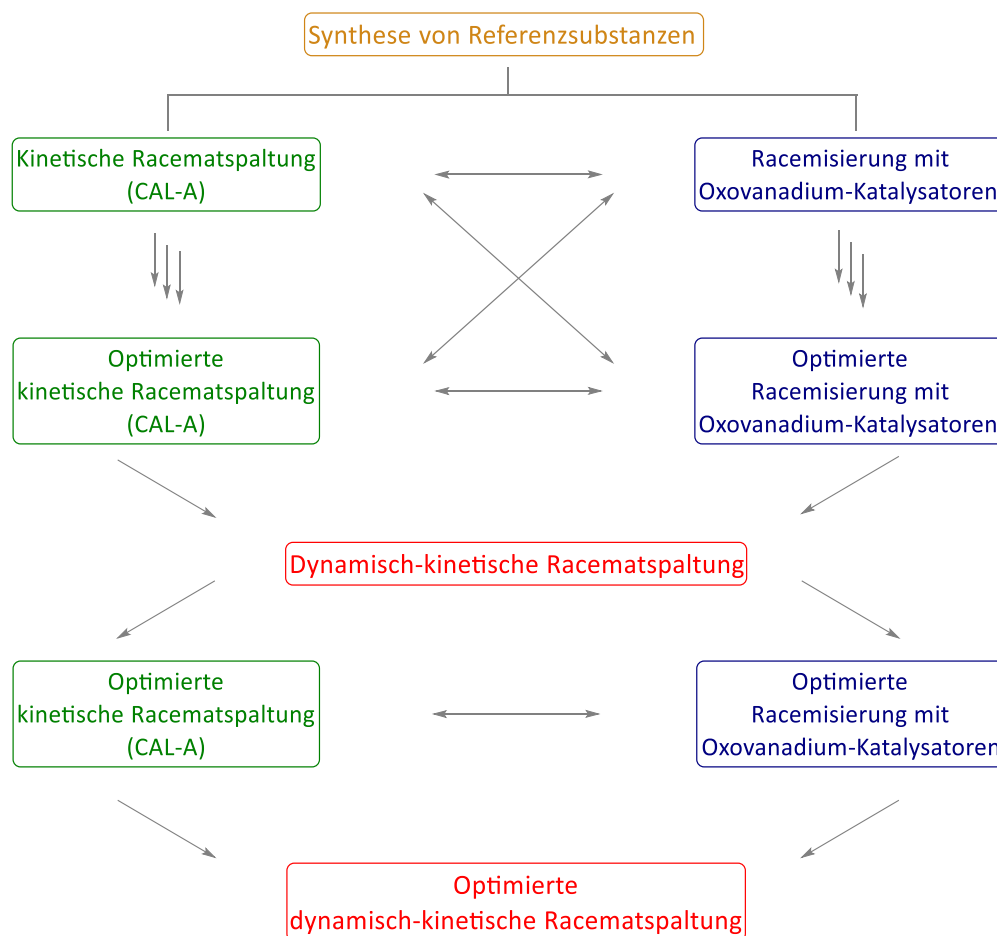 Synthese von Referenzsubstanzen
Kinetische Racematspaltung
(CAL-A)
Racemisierung mit
Oxovanadium-Katalysatoren
Optimierte
kinetische Racematspaltung
(CAL-A)
Optimierte
Racemisierung mit
Oxovanadium-Katalysatoren
Dynamisch-kinetische Racematspaltung
Optimierte
kinetische Racematspaltung
(CAL-A)
Optimierte
Racemisierung mit
Oxovanadium-Katalysatoren
Optimierte
dynamisch-kinetische Racematspaltung